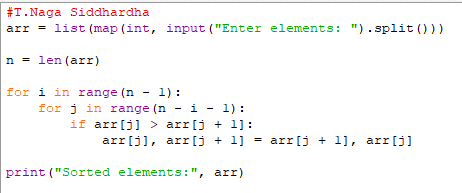 #T.Naga Siddhardha
arr = list(map(int, input("Enter elements: ").split()))
n = len(arr)
for i in range(n - 1):
    for j in range(n - i - 1):
        if arr[j] > arr[j + 1]:
            arr[j], arr[j + 1] = arr[j + 1], arr[j]
print("Sorted elements:", arr)